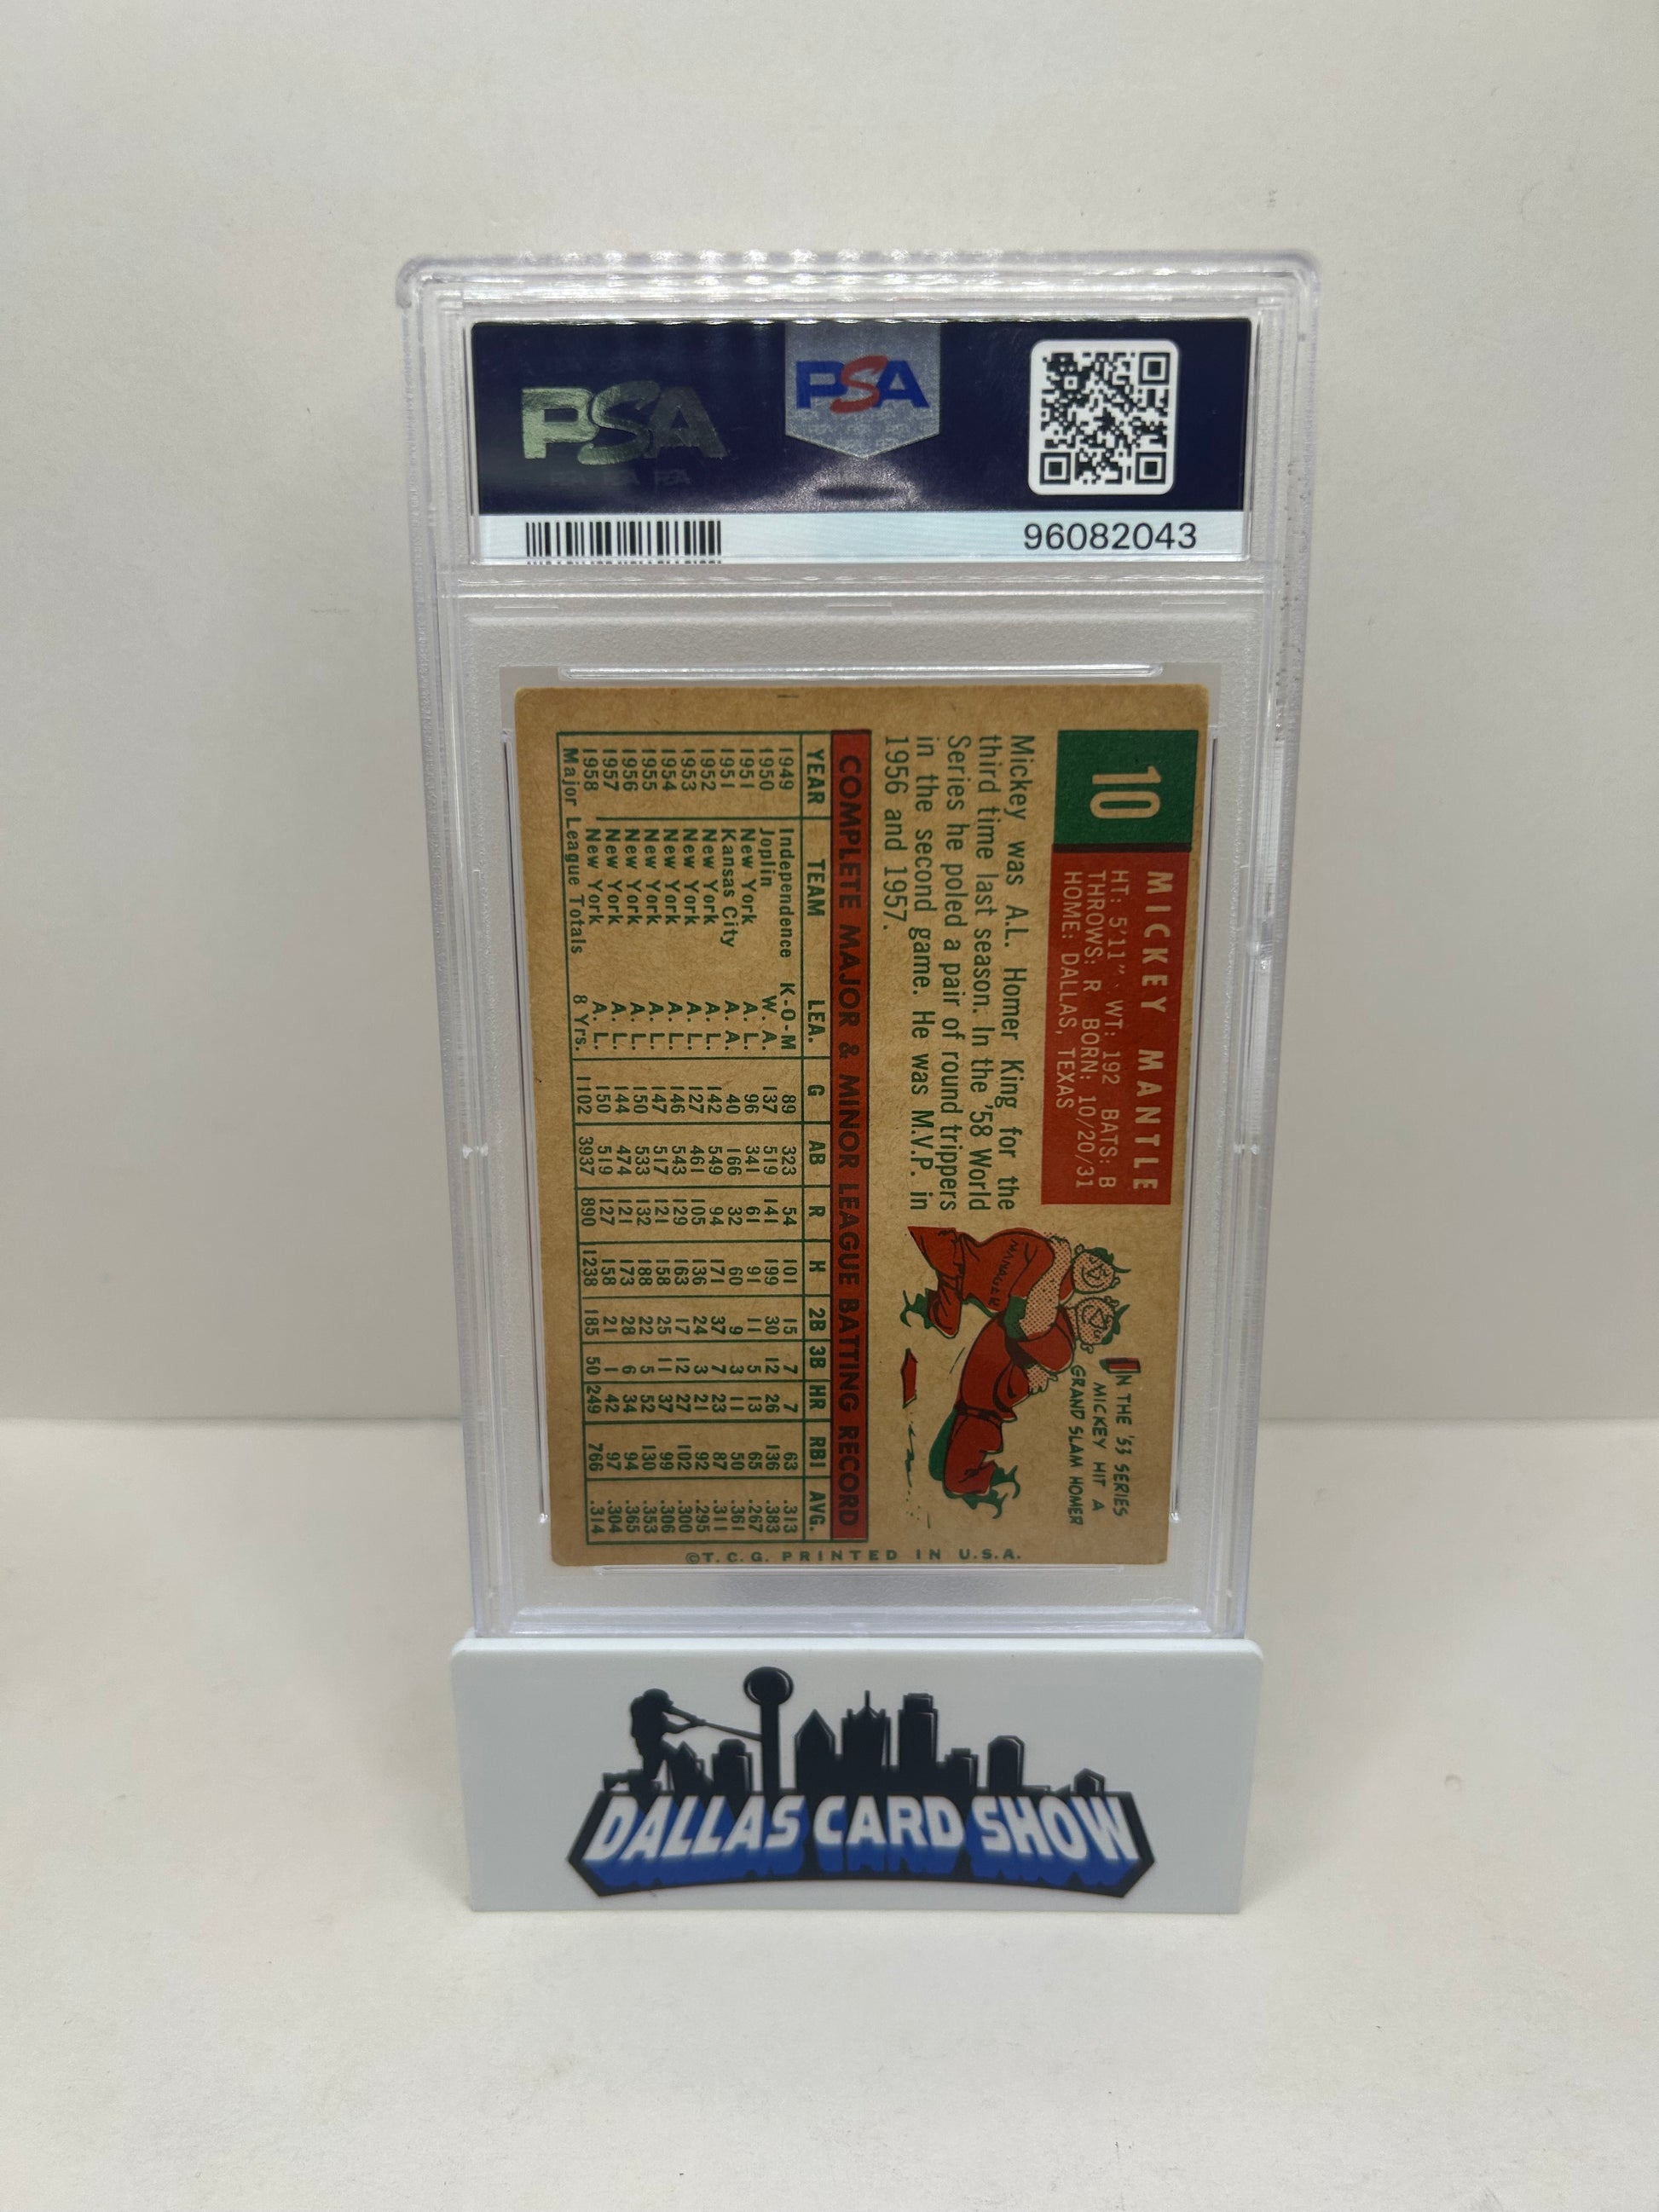 PSA
PSA
96082043
10
MICKEY MANTLE
HT: 5'11" WT: 192 BATS: B
THROWS: R BORN: 10/20/31
HOME: DALLAS, TEXAS
Mickey was A.L. Homer King for the
third time last season. In the '58 World
Series he poled a pair of round trippers
in the second game. He was M.V.P. in
1956 and 1957.
IN THE '53 SERIES
MICKEY HIT A
GRAND SLAM HOMER
COMPLETE MAJOR & MINOR LEAGUE BATTING RECORD
YEAR TEAM LEA. G AB R H 2B 3B HR RBI AVG.
1949 Independence K-O-M 89 323 54 101 15 7 7 63 .313
1950 Joplin W. A. 137 519 141 199 30 12 26 136 .383
1951 New York A. L. 96 341 61 91 11 5 13 65 .267
1951 Kansas City A. A. 40 166 32 60 9 3 11 50 .361
1952 New York A. L. 142 549 94 171 37 7 23 87 .311
1953 New York A. L. 127 461 105 136 24 3 21 92 .295
1954 New York A. L. 146 543 129 163 17 12 27 102 .300
1955 New York A. L. 147 517 121 158 25 11 37 99 .306
1956 New York A. L. 150 533 132 188 22 5 52 130 .353
1957 New York A. L. 144 474 121 173 28 6 34 94 .365
1958 New York A. L. 150 519 127 158 21 1 42 97 .304
Major League Totals 8 Yrs. 1102 3937 890 1238 185 50 249 766 .314
©T.C.G. PRINTED IN U.S.A.
DALLAS CARD SHOW